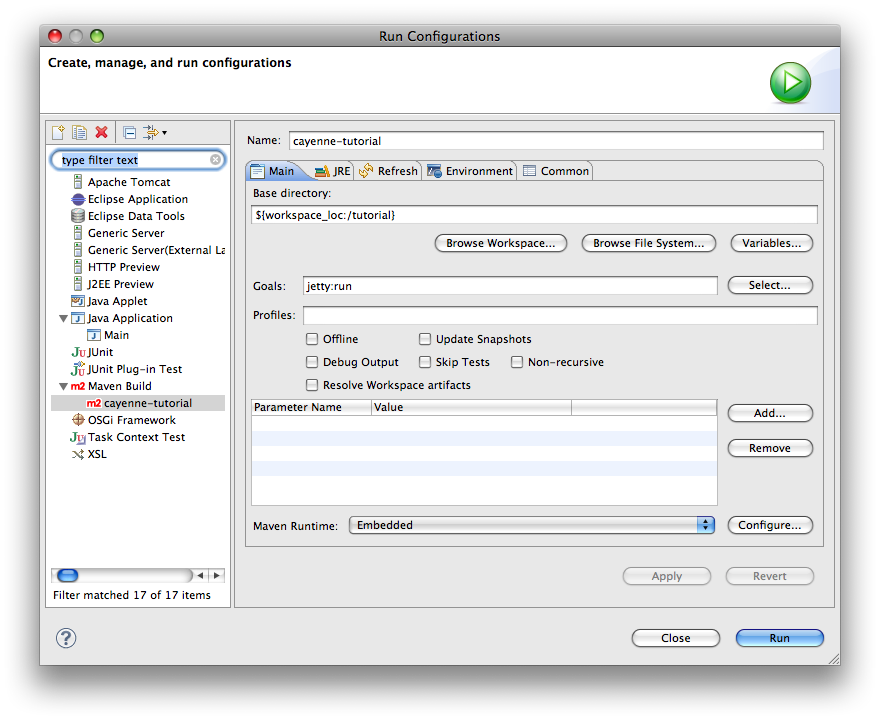 Run Configurations
Create, manage, and run configurations
type filter text
Apache Tomcat
Eclipse Application
Eclipse Data Tools
Generic Server
Generic Server(External La
HTTP Preview
J2EE Preview
Java Applet
Java Application
Main
JUnit
JUnit Plug-in Test
m2 Maven Build
m2 cayenne-tutorial
OSGi Framework
Task Context Test
XSL
Filter matched 17 of 17 items
Name: cayenne-tutorial
Main JRE Refresh Environment Common
Base directory:
${workspace_loc:/tutorial}
Browse Workspace... Browse File System... Variables...
Goals: jetty:run Select...
Profiles:
Offline Update Snapshots
Debug Output Skip Tests Non-recursive
Resolve Workspace artifacts
Parameter Name Value
Add...
Remove
Maven Runtime: Embedded Configure...
Apply Revert
? Close Run